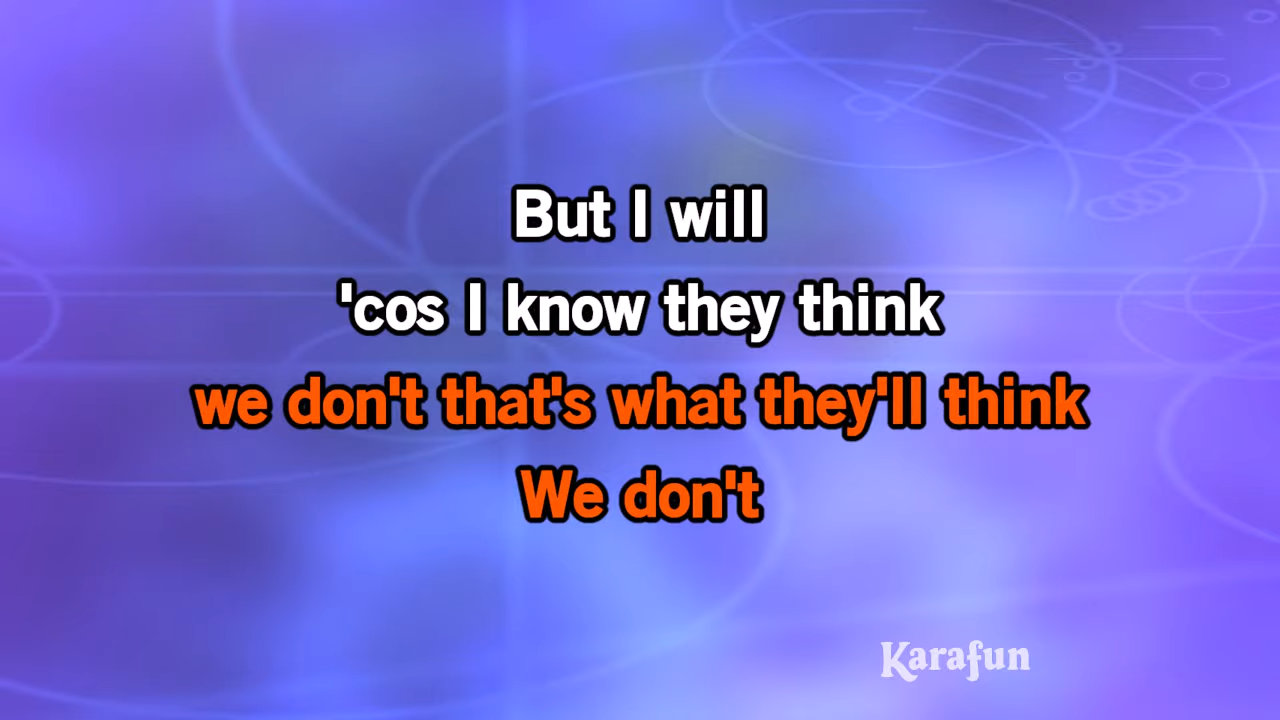 But I will
'cos I know they think
we don't that's what they'll think
We don't
Karafun